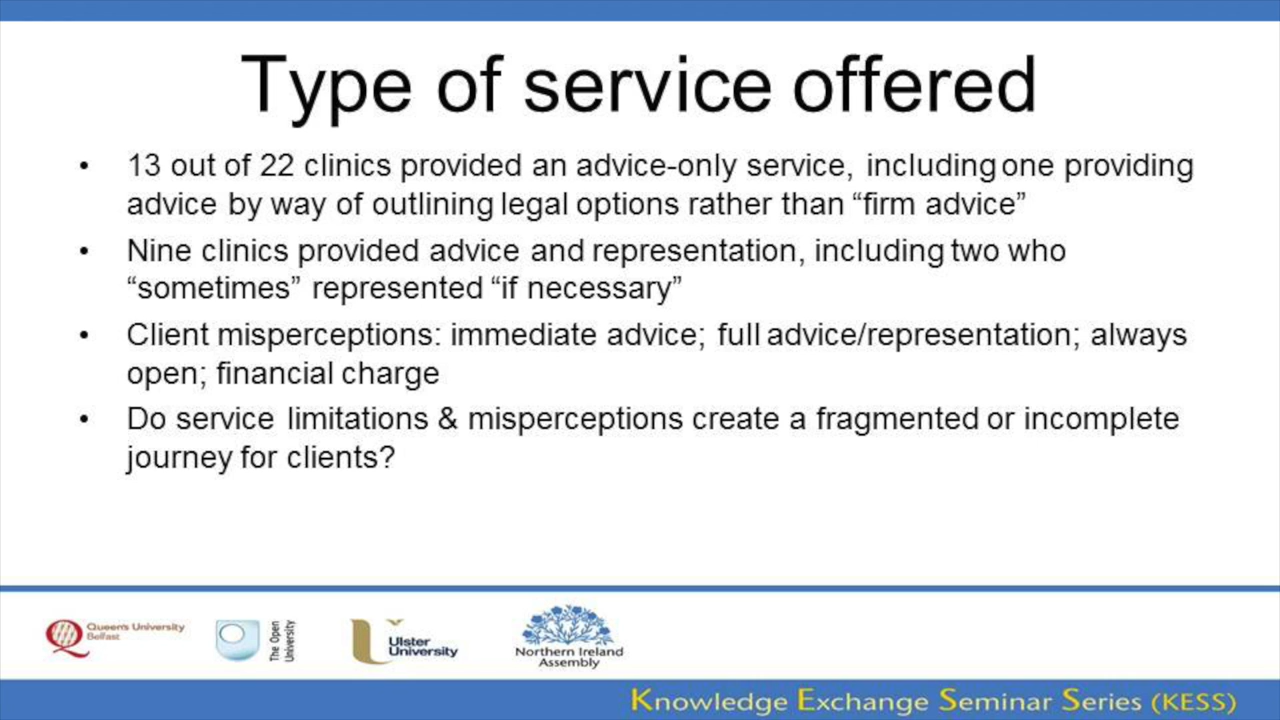 Type of service offered
• 13 out of 22 clinics provided an advice-only service, including one providing
advice by way of outlining legal options rather than “firm advice”
• Nine clinics provided advice and representation, including two who
“sometimes” represented “if necessary”
• Client misperceptions: immediate advice; full advice/representation; always
open; financial charge
• Do service limitations & misperceptions create a fragmented or incomplete
journey for clients?
Queen's University
Belfast
The Open
University
Ulster
University
Northern Ireland
Assembly
Knowledge Exchange Seminar Series (KESS)